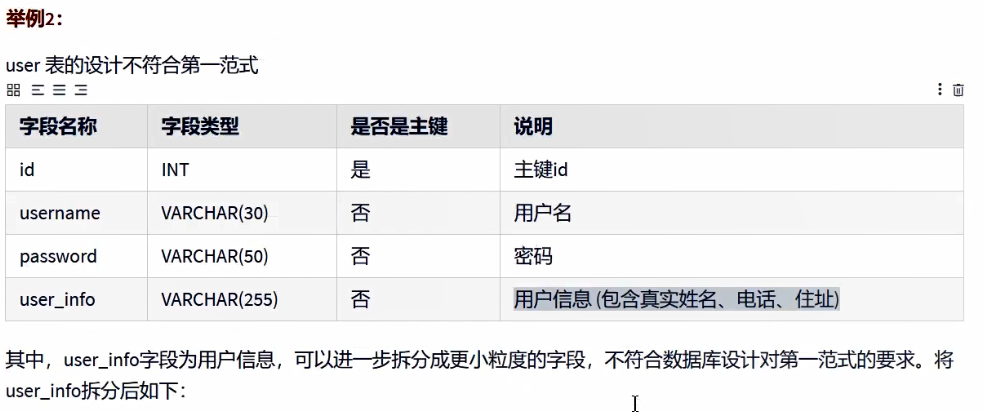 举例2：
user 表的设计不符合第一范式
字段名称 字段类型 是否是主键 说明
id INT 是 主键id
username VARCHAR(30) 否 用户名
password VARCHAR(50) 否 密码
user_info VARCHAR(255) 否 用户信息 (包含真实姓名、电话、住址)
其中，user_info字段为用户信息，可以进一步拆分成更小粒度的字段，不符合数据库设计对第一范式的要求。将
user_info拆分后如下：